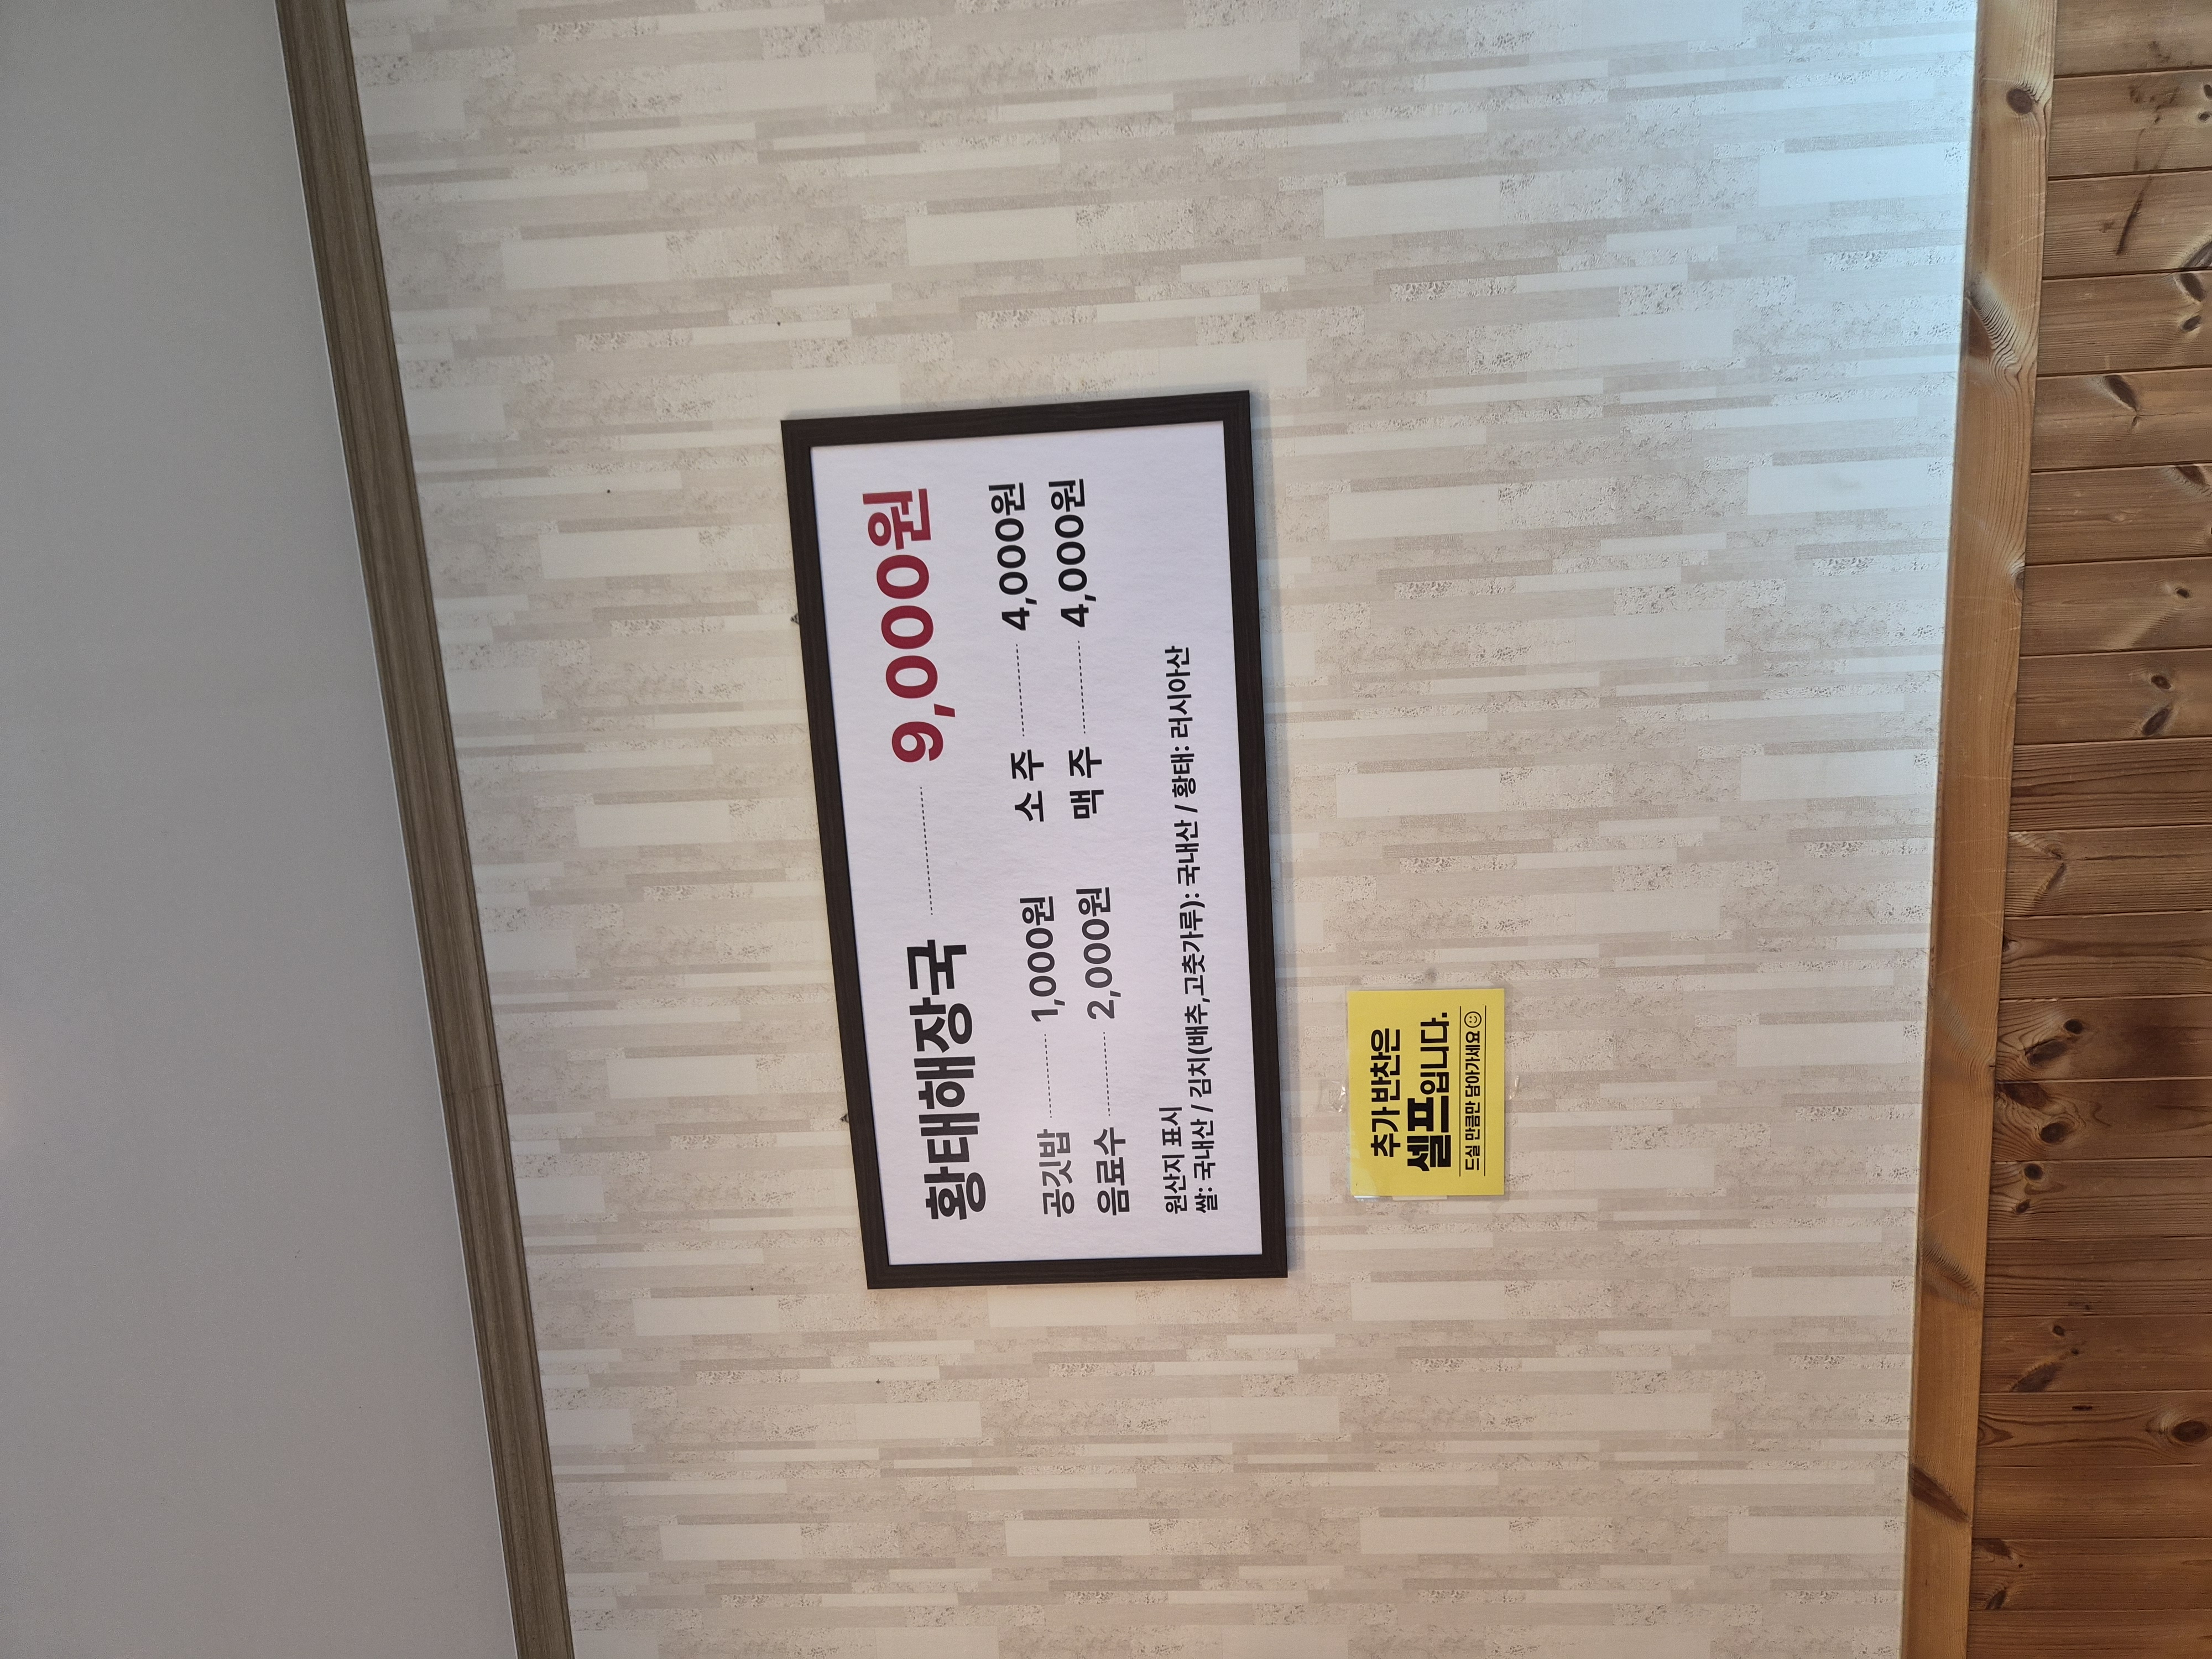 황태해장국 9,000원
공깃밥 1,000원 소주 4,000원
음료수 2,000원 맥주 4,000원
원산지 표시
쌀: 국내산 / 김치(배추,고춧가루): 국내산 / 황태: 러시아산
추가 반찬은
셀프입니다.
드실 만큼만 담아가세요